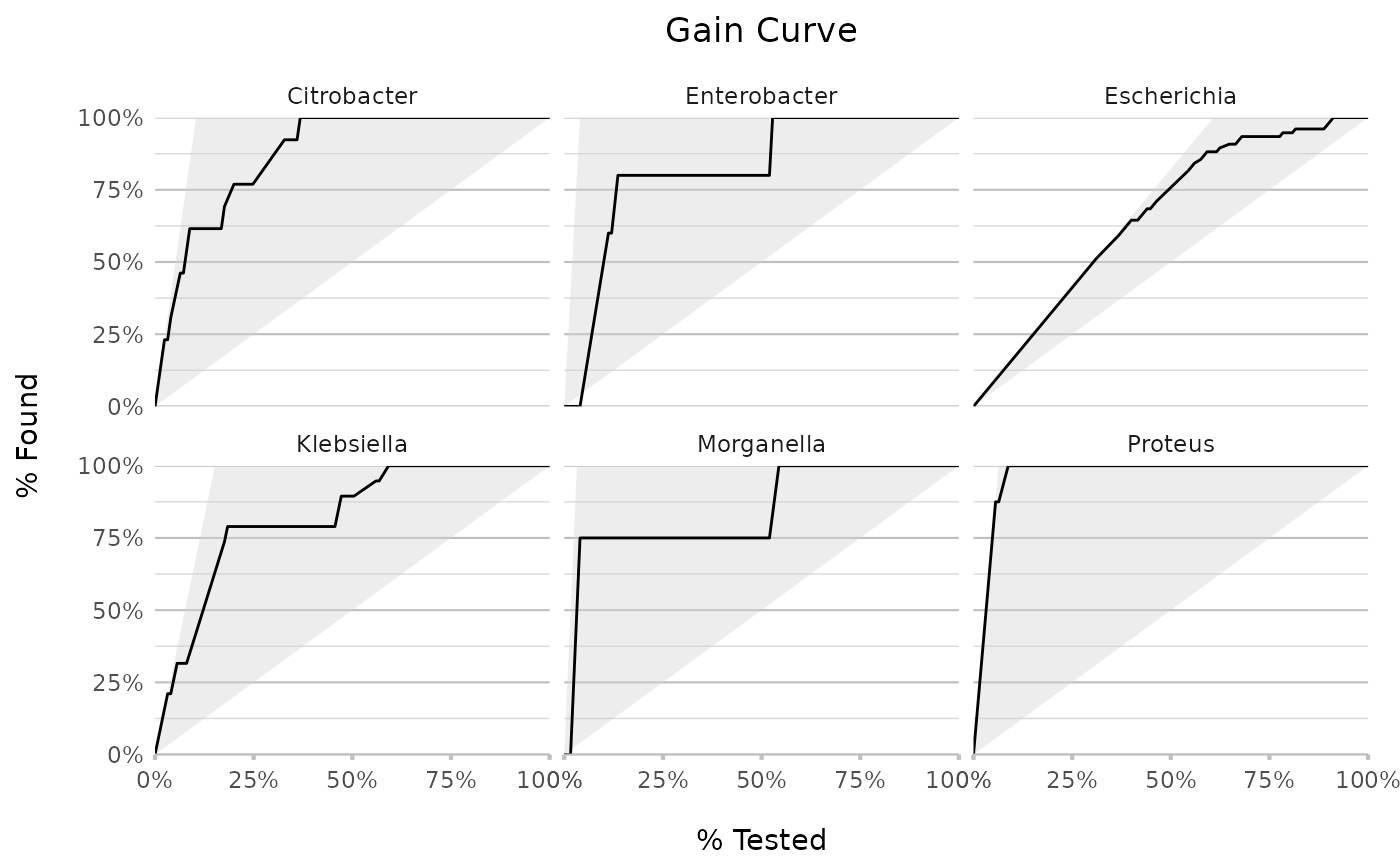 Gain Curve
Citrobacter Enterobacter Escherichia
100%
75%
50%
25%
0%
Klebsiella Morganella Proteus
100%
75%
50%
25%
0%
0% 25% 50% 75% 100% 0% 25% 50% 75% 100% 0% 25% 50% 75% 100%
% Tested
% Found